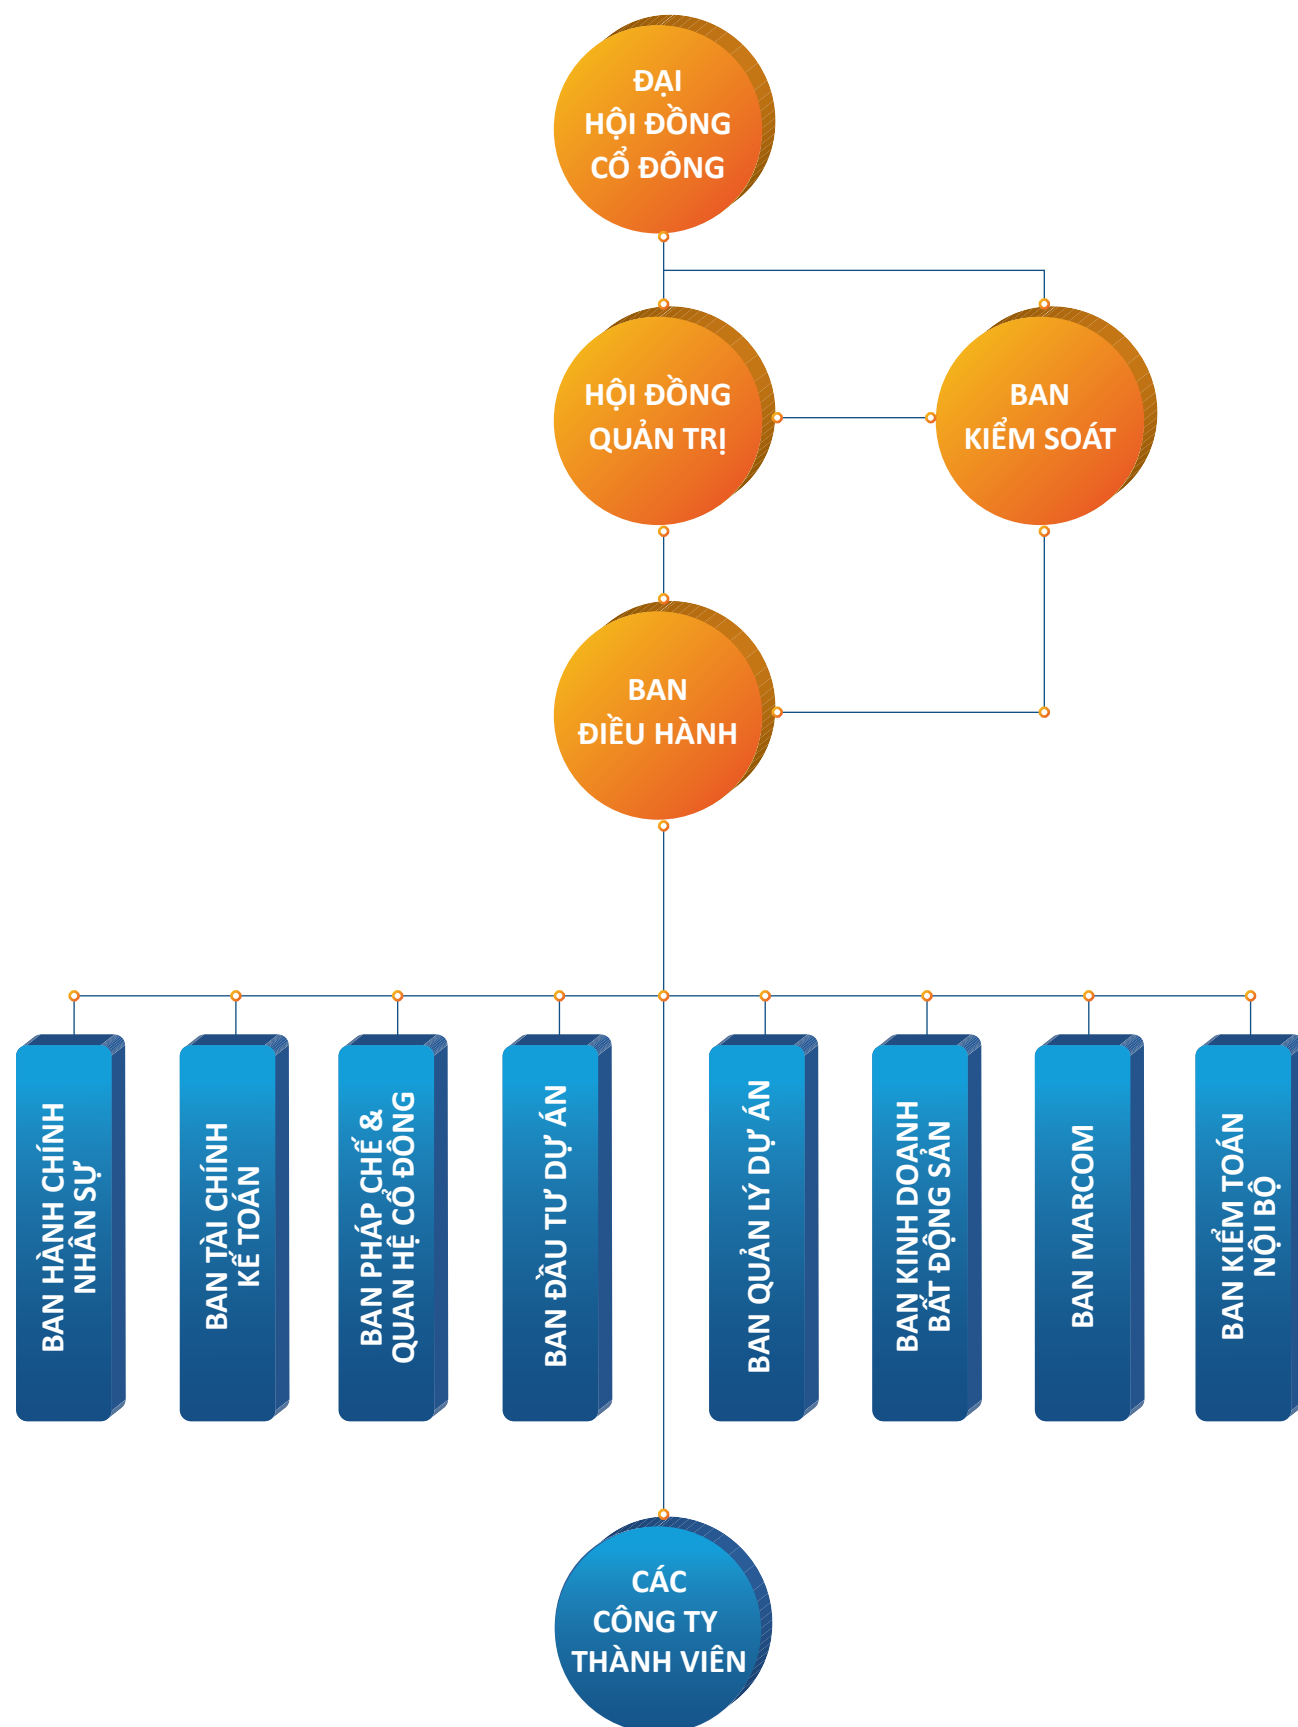 ĐẠI
HỘI ĐỒNG
CỔ ĐÔNG
HỘI ĐỒNG
QUẢN TRỊ
BAN
KIỂM SOÁT
BAN
ĐIỀU HÀNH
BAN HÀNH CHÍNH
NHÂN SỰ
BAN TÀI CHÍNH
KẾ TOÁN
BAN PHÁP CHẾ &
QUAN HỆ CỔ ĐÔNG
BAN ĐẦU TƯ DỰ ÁN
BAN QUẢN LÝ DỰ ÁN
BAN KINH DOANH
BẤT ĐỘNG SẢN
BAN MARCOM
BAN KIỂM TOÁN
NỘI BỘ
CÁC
CÔNG TY
THÀNH VIÊN